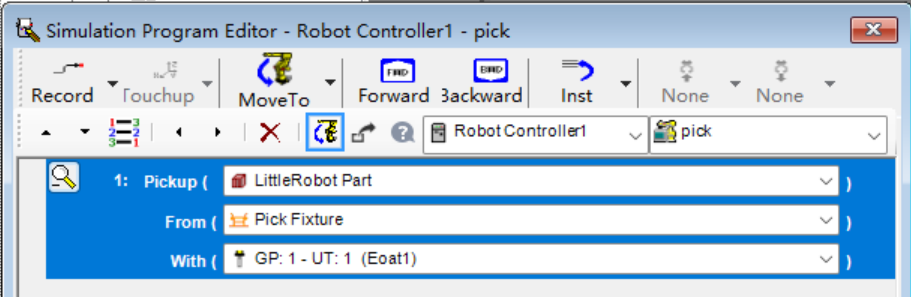 Simulation Program Editor - Robot Controller1 - pick
Record Touchup MoveTo Forward Backward Inst None None
Robot Controller1 pick
1: Pickup ( LittleRobot Part )
From ( Pick Fixture )
With ( GP: 1 - UT: 1 (Eoat1) )